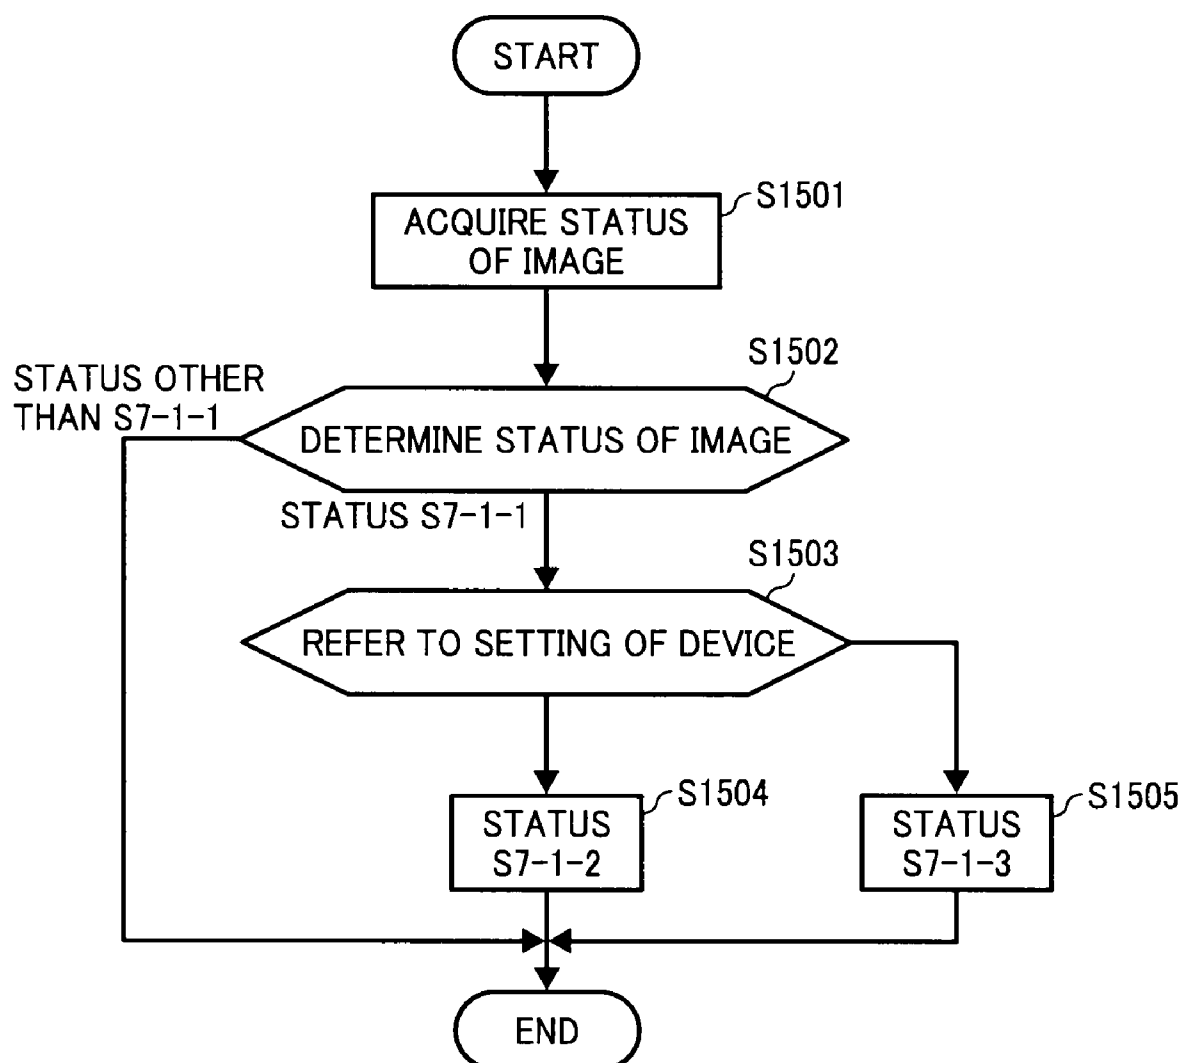 START
S1501
ACQUIRE STATUS
OF IMAGE
S1502
STATUS OTHER
THAN S7-1-1
DETERMINE STATUS OF IMAGE
STATUS S7-1-1
S1503
REFER TO SETTING OF DEVICE
S1504
STATUS
S7-1-2
S1505
STATUS
S7-1-3
END